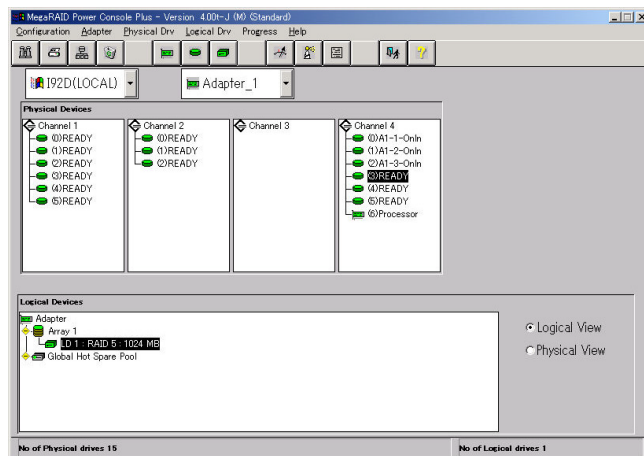 MegaRAID Power Console Plus - Version 4.00t-J (M) (Standard)
Configuration Adapter Physical Drv Logical Drv Progress Help
I92D(LOCAL) Adapter_1
Physical Devices
Channel 1
(0)READY
(1)READY
(2)READY
(3)READY
(4)READY
(5)READY
Channel 2
(0)READY
(1)READY
(2)READY
Channel 3
Channel 4
(0)A1-1-Onln
(1)A1-2-Onln
(2)A1-3-Onln
(3)READY
(4)READY
(5)READY
(6)Processor
Logical Devices
Adapter
Array 1
LD 1 : RAID 5 : 1024 MB
Global Hot Spare Pool
Logical View
Physical View
No of Physical drives 15
No of Logical drives 1